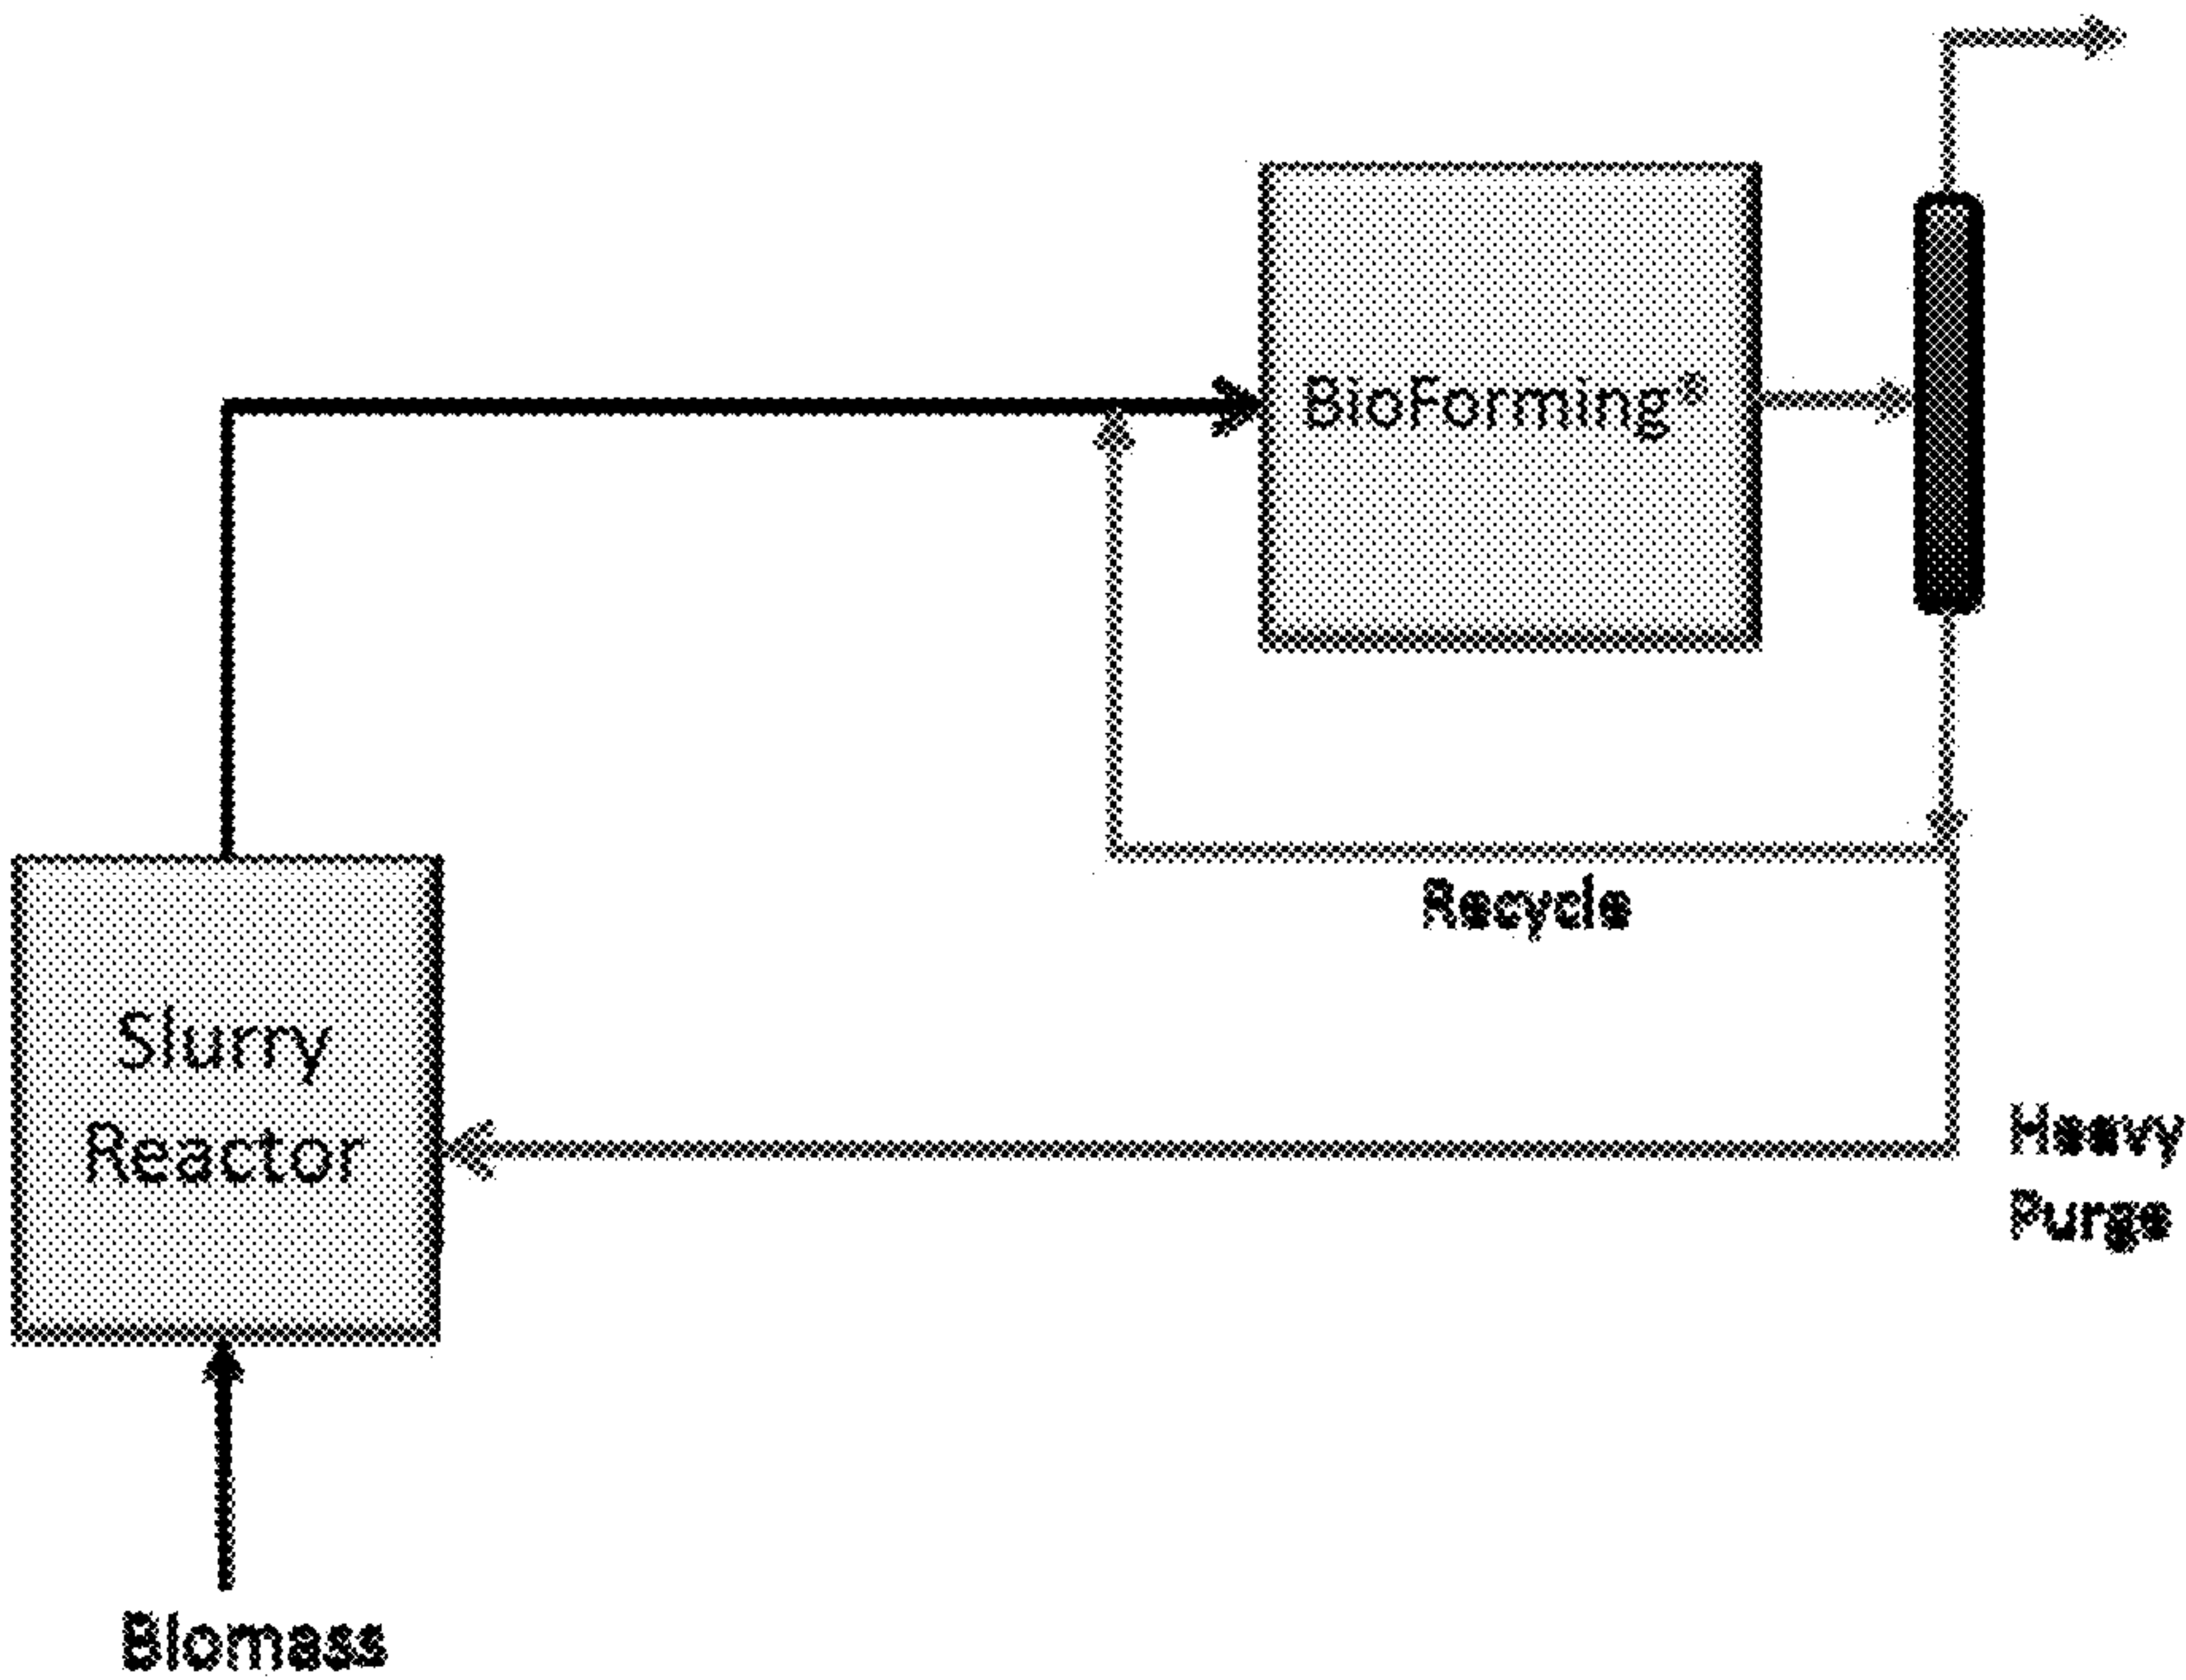 BioForming®
Recycle
Slurry
Reactor
Heavy
Purge
Biomass